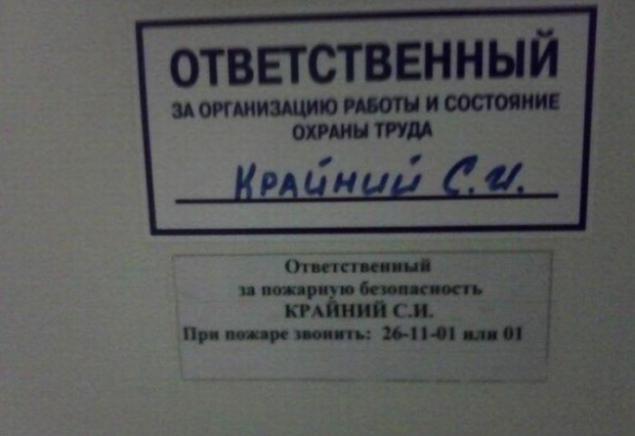 ОТВЕТСТВЕННЫЙ
ЗА ОРГАНИЗАЦИЮ РАБОТЫ И СОСТОЯНИЕ
ОХРАНЫ ТРУДА
КРАЙНИЙ С.И.
Ответственный
за пожарную безопасность
КРАЙНИЙ С.И.
При пожаре звонить: 26-11-01 или 01